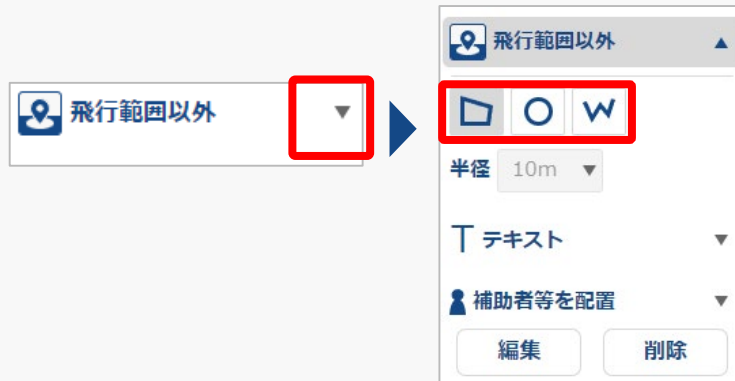 飛行範囲以外
飛行範囲以外
半径 10m
テキスト
補助者等を配置
編集 削除